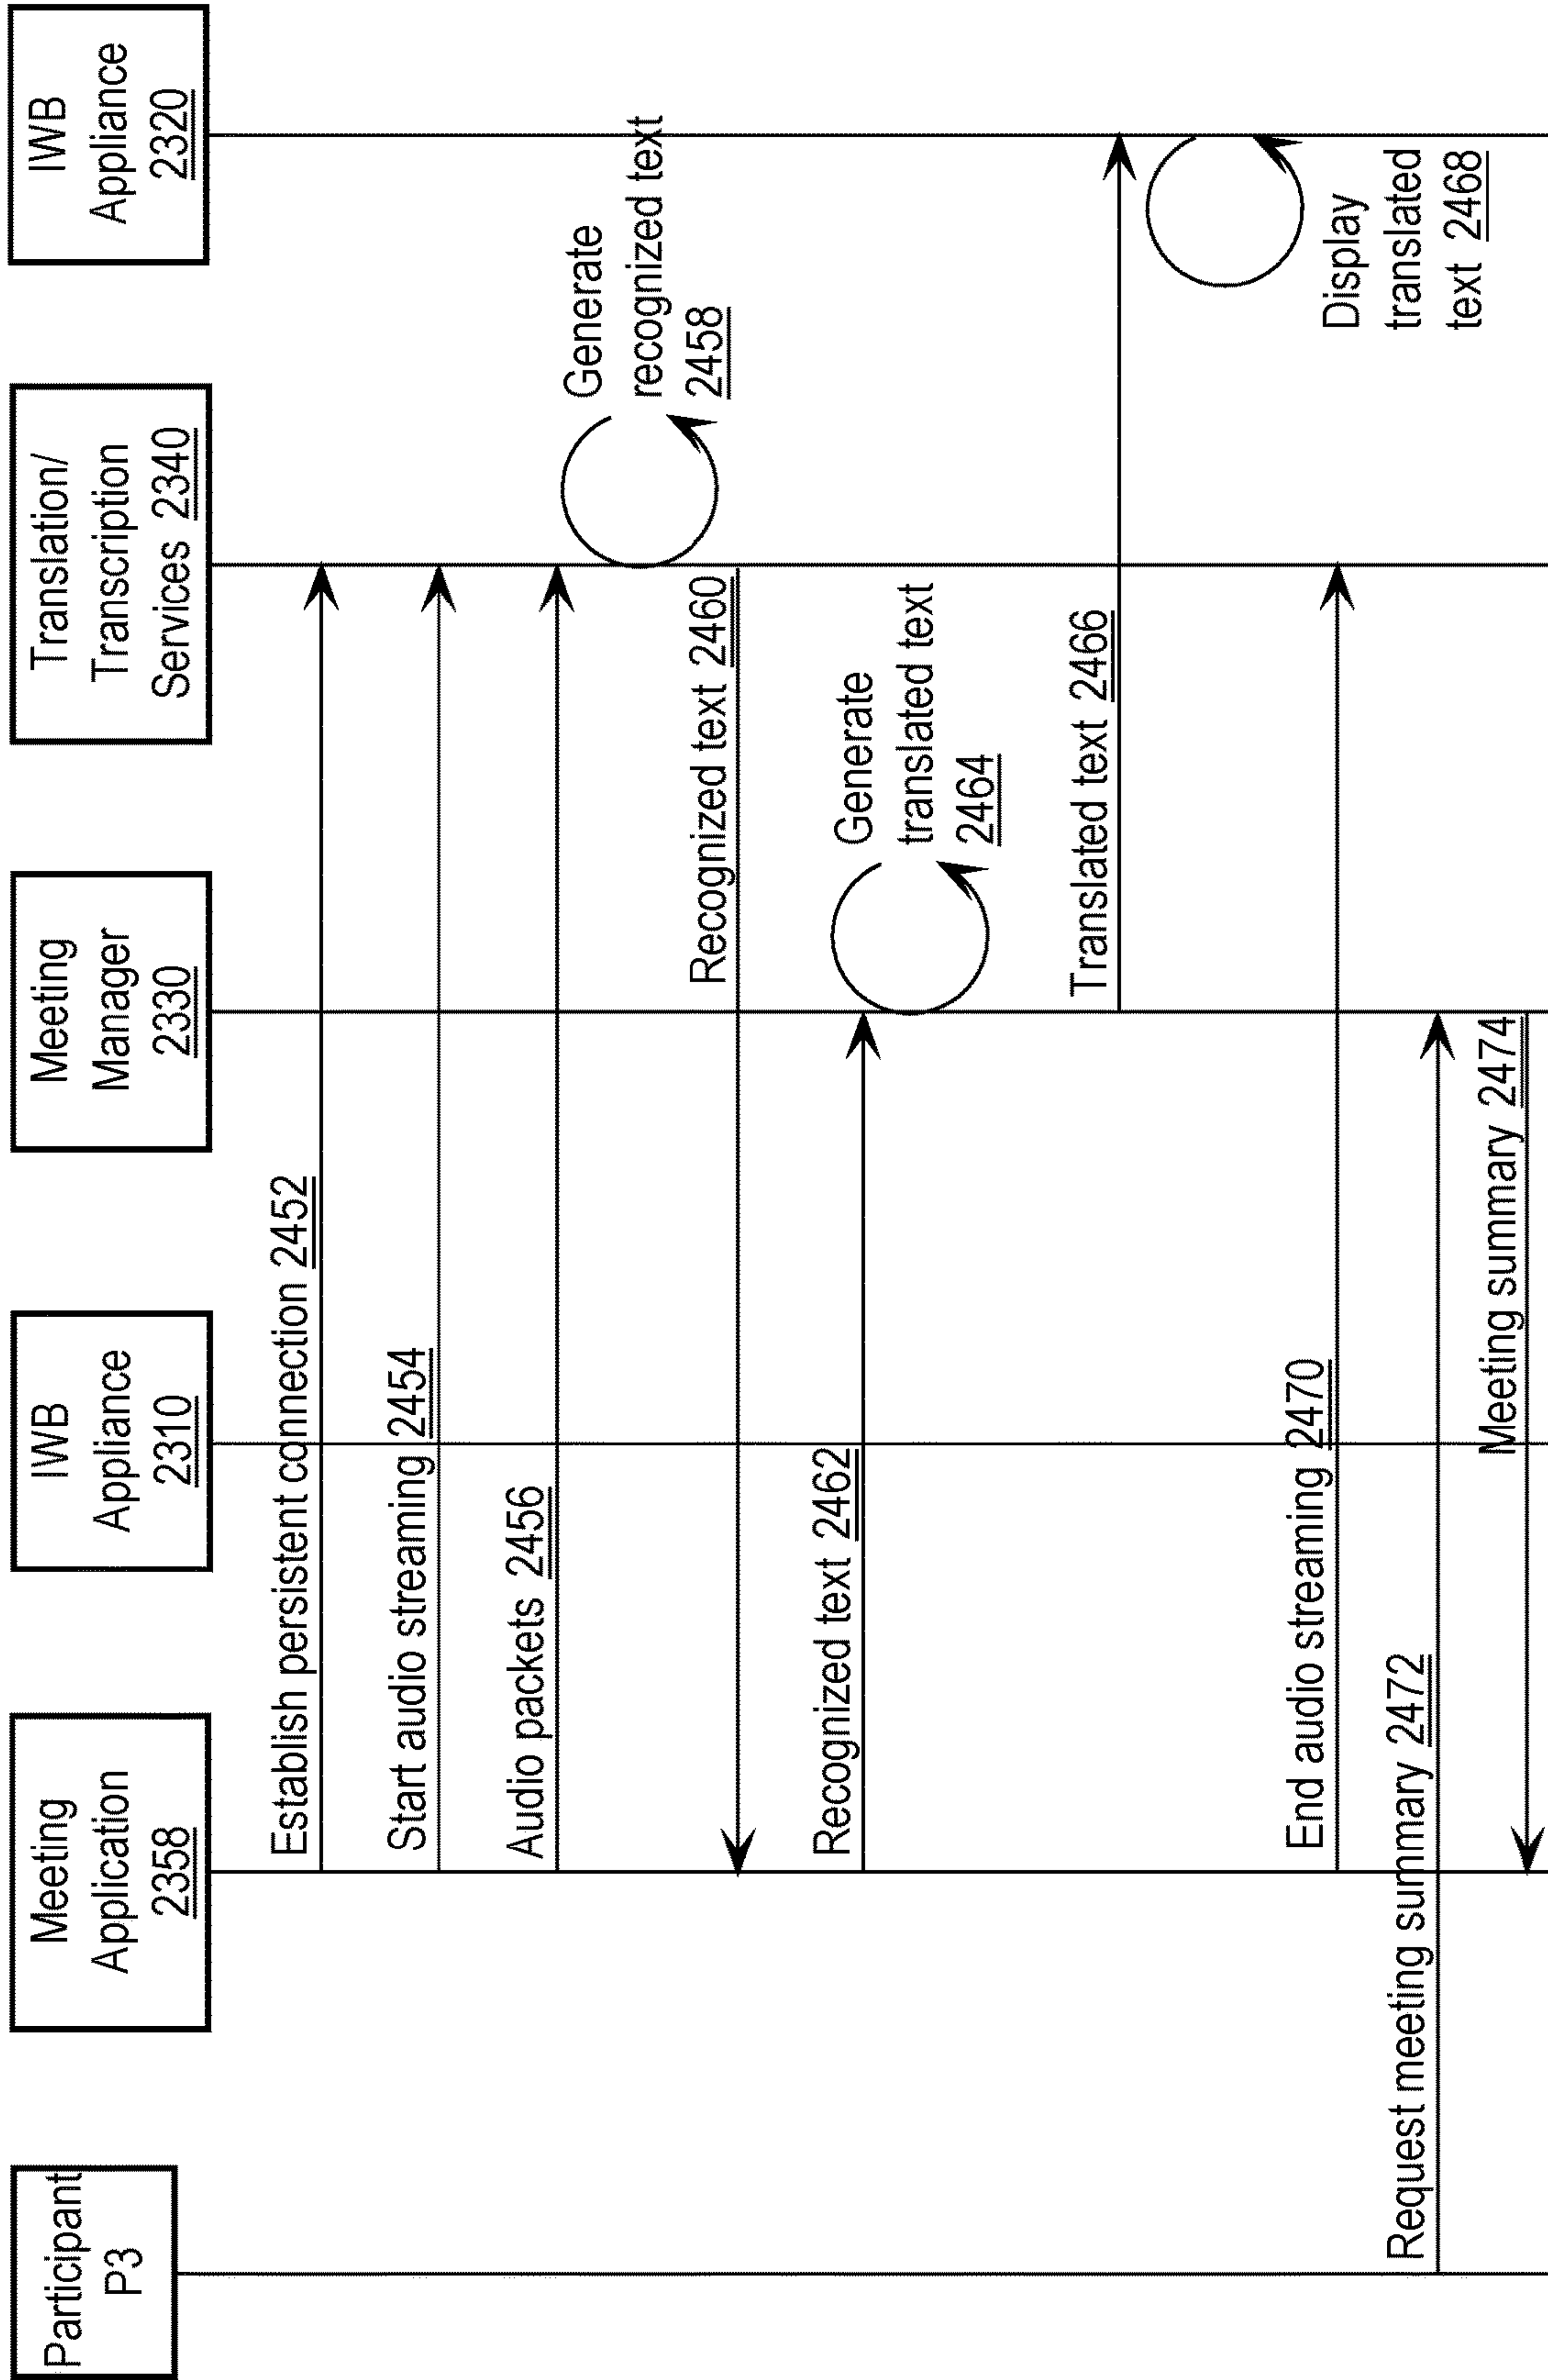 Participant
P3
Meeting
Application
2358
IWB
Appliance
2310
Meeting
Manager
2330
Translation/
Transcription
Services 2340
IWB
Appliance
2320
Establish persistent connection 2452
Start audio streaming 2454
Audio packets 2456
Generate
recognized text
2458
Recognized text 2460
Recognized text 2462
Generate
translated text
2464
Translated text 2466
Display
translated
text 2468
End audio streaming 2470
Request meeting summary 2472
Meeting summary 2474